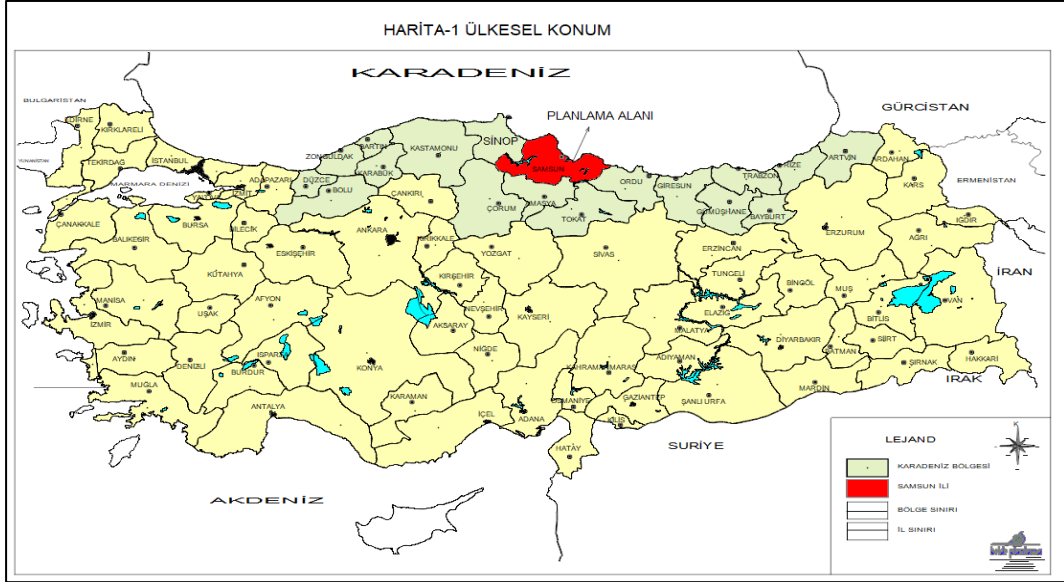 HARİTA-1 ÜLKESEL KONUM
KARADENİZ
BULGARİSTAN
GÜRCİSTAN
PLANLAMA ALANI
EDİRNE
KIRKLARELİ
SİNOP
BARTIN
KASTAMONU
ZONGULDAK
YUNANİSTAN
TEKİRDAĞ
İSTANBUL
ARTVİN
ARDAHAN
RİZE
SAMSUN
KARABÜK
TRABZON
MARMARA DENİZİ
ADAPAZARI
DÜZCE
ORDU
GİRESUN
KARS
ERMENİSTAN
İZMİT
BOLU
ÇANKIRI
AMASYA
ÇORUM
TOKAT
GÜMÜŞHANE
BAYBURT
IĞDIR
ÇANAKKALE
BURSA
BİLECİK
ANKARA
ERZURUM
AĞRI
BALIKESİR
ESKİŞEHİR
KIRIKKALE
YOZGAT
SİVAS
ERZİNCAN
KÜTAHYA
KIRŞEHİR
TUNCELİ
BİNGÖL
MUŞ
İRAN
VAN
MANİSA
UŞAK
AFYON
NEVŞEHİR
KAYSERİ
ELAZIĞ
BİTLİS
İZMİR
AKSARAY
MALATYA
DİYARBAKIR
SİİRT
BATMAN
AYDIN
DENİZLİ
ISPARTA
BURDUR
KONYA
NİĞDE
ADIYAMAN
KAHRAMANMARAŞ
ŞIRNAK
HAKKARİ
MUĞLA
KARAMAN
MARDİN
IRAK
ANTALYA
İÇEL
ADANA
OSMANİYE
GAZİANTEP
ŞANLI URFA
KİLİS
HATAY
SURİYE
AKDENİZ
K
LEJAND
KARADENİZ BÖLGESİ
SAMSUN İLİ
BÖLGE SINIRI
İL SINIRI